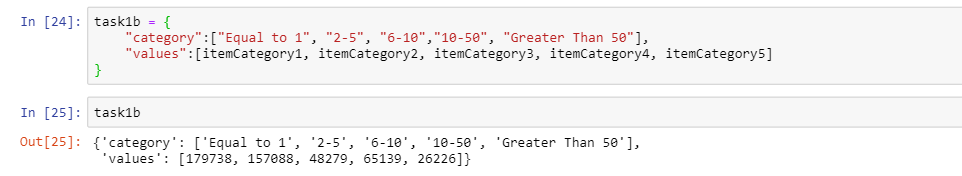 In [24]: task1b = {
    "category":["Equal to 1", "2-5", "6-10","10-50", "Greater Than 50"],
    "values":[itemCategory1, itemCategory2, itemCategory3, itemCategory4, itemCategory5]
}
In [25]: task1b
Out[25]: {'category': ['Equal to 1', '2-5', '6-10', '10-50', 'Greater Than 50'],
 'values': [179738, 157088, 48279, 65139, 26226]}